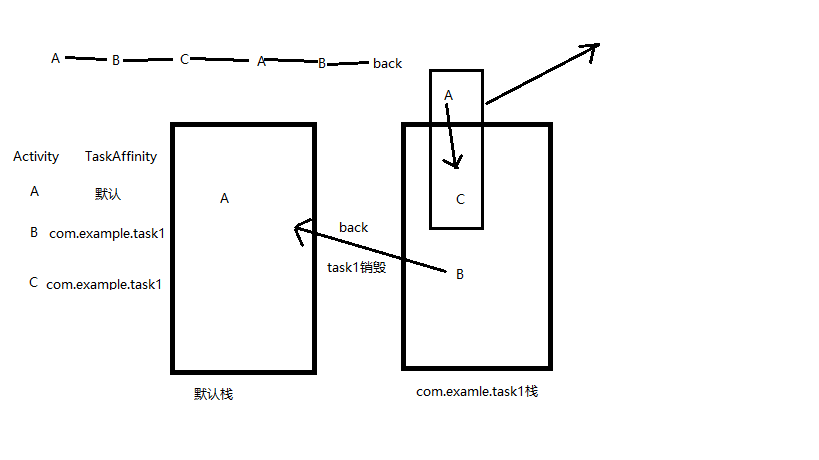 A B C A B back
A
Activity TaskAffinity
A 默认
A
C
B com.example.task1
back
task1销毁
B
C com.example.task1
默认栈
com.examle.task1栈